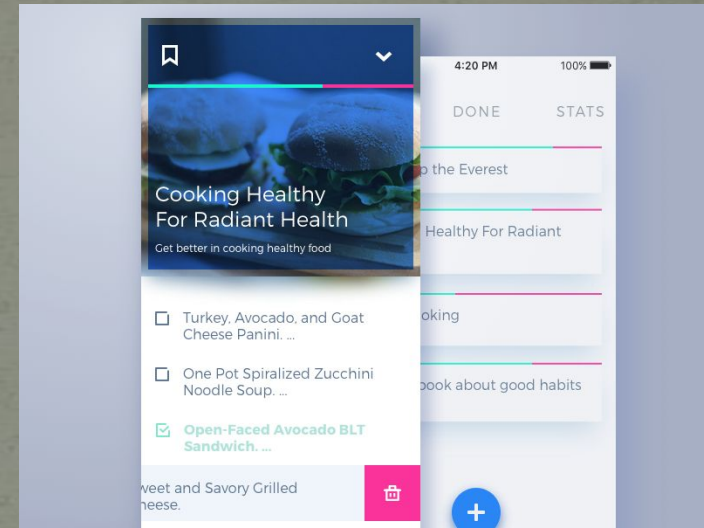 4:20 PM
100%
DONE
STATS
Cooking Healthy
For Radiant Health
Get better in cooking healthy food
Turkey, Avocado, and Goat
Cheese Panini. ...
One Pot Spiralized Zucchini
Noodle Soup. ...
Open-Faced Avocado BLT
Sandwich. ...
weet and Savory Grilled
heese.
p the Everest
Healthy For Radiant
oking
book about good habits